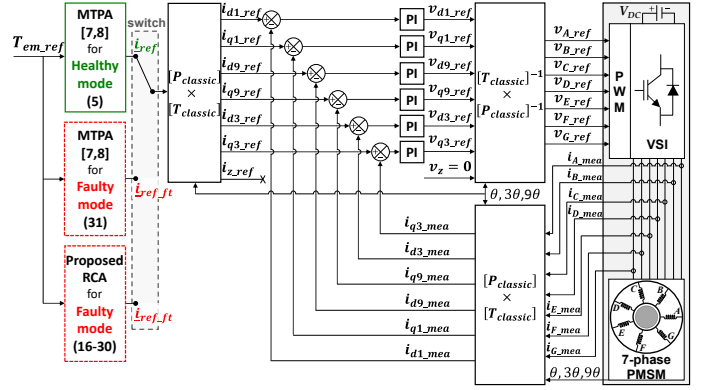 MTPA
[7,8]
for
Healthy
mode
(5)
T_em_ref
switch
i_ref
MTPA
[7,8]
for
Faulty
mode
(31)
i_ref_ft
Proposed
RCA
for
Faulty
mode
(16-30)
i_ref_ft
[P_classic]
×
[T_classic]
i_d1_ref
i_q1_ref
i_d9_ref
i_q9_ref
i_d3_ref
i_q3_ref
i_z_ref
PI
PI
PI
PI
PI
PI
v_d1_ref
v_q1_ref
v_d9_ref
v_q9_ref
v_d3_ref
v_q3_ref
v_z = 0
[T_classic]⁻¹
×
[P_classic]⁻¹
θ,3θ,9θ
v_A_ref
v_B_ref
v_C_ref
v_D_ref
v_E_ref
v_F_ref
v_G_ref
V_DC
+ −
P
W
M
VSI
i_A_mea
i_B_mea
i_C_mea
i_D_mea
i_E_mea
i_F_mea
i_G_mea
θ,3θ,9θ
[P_classic]
×
[T_classic]
i_q3_mea
i_d3_mea
i_q9_mea
i_d9_mea
i_q1_mea
i_d1_mea
C
B
D
A
E
G
F
7-phase
PMSM